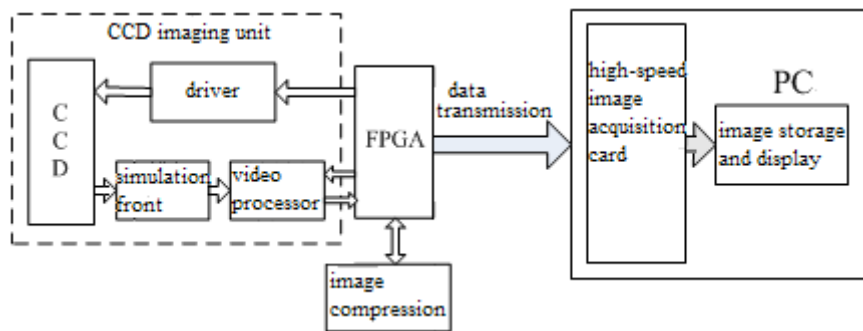 CCD imaging unit
C
C
D
driver
simulation
front
video
processor
FPGA
image
compression
data
transmission
high-speed
image
acquisition
card
PC
image storage
and display